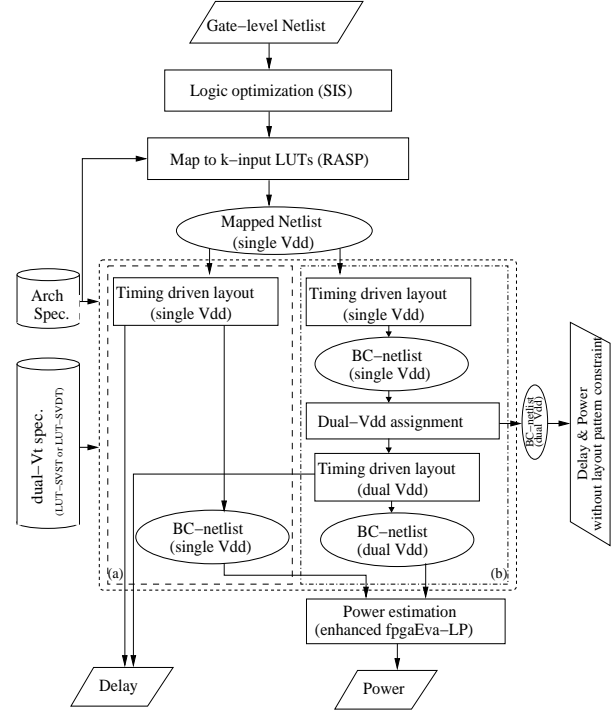 Gate−level Netlist
Logic optimization (SIS)
Map to k−input LUTs (RASP)
Mapped Netlist
(single Vdd)
Arch
Spec.
Timing driven layout
(single Vdd)
Timing driven layout
(single Vdd)
BC−netlist
(single Vdd)
dual−Vt spec.
(LUT−SVST or LUT−SVDT)
Dual−Vdd assignment
BC−netlist
(dual Vdd)
Delay & Power
without layout pattern constraint
Timing driven layout
(dual Vdd)
BC−netlist
(single Vdd)
BC−netlist
(dual Vdd)
(a)
(b)
Power estimation
(enhanced fpgaEva−LP)
Delay
Power